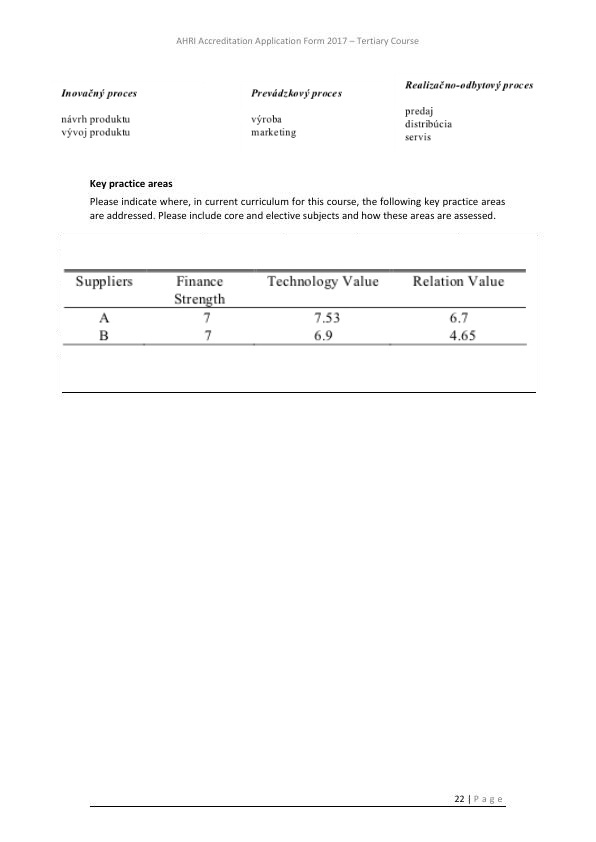 AHRI Accreditation Application Form 2017 – Tertiary Course
Inovačný proces
návrh produktu
vývoj produktu
Prevádzkový proces
výroba
marketing
Realizačno-odbytový proces
predaj
distribúcia
servis
Key practice areas
Please indicate where, in current curriculum for this course, the following key practice areas
are addressed. Please include core and elective subjects and how these areas are assessed.
Suppliers Finance Strength Technology Value Relation Value
A 7 7.53 6.7
B 7 6.9 4.65
22 | Page